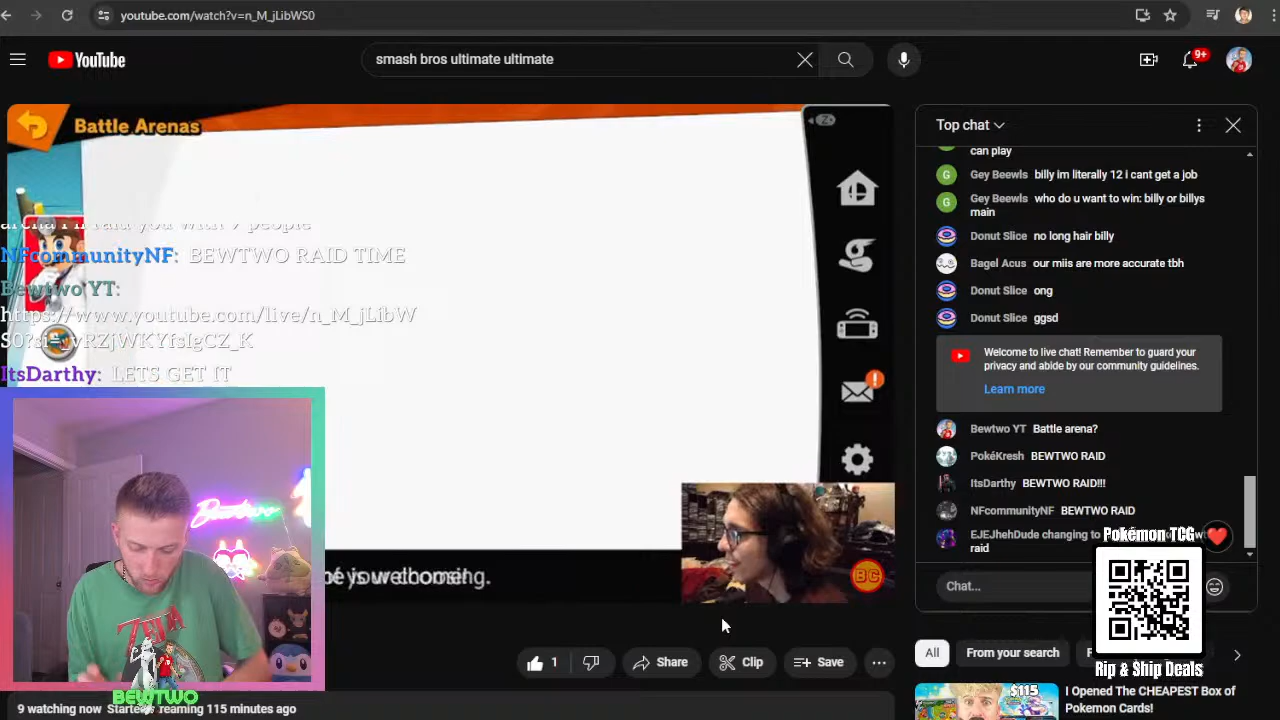 youtube.com/watch?v=n_M_jLibWS0
YouTube
smash bros ultimate ultimate
9+
Battle Arenas
NFcommunityNF: BEWTWO RAID TIME
Bewtwo YT:
https://www.youtube.com/live/n_M_jLibW
ItsDarthy: LETS GET IT
Bewtwo
ZELDA
BEWTWO
BC
1
Share
Clip
Save
9 watching now
115 minutes ago
Top chat
can play
Gey Beewls billy im literally 12 i cant get a job
Gey Beewls who do u want to win: billy or billys
main
Donut Slice no long hair billy
Bagel Acus our miis are more accurate tbh
Donut Slice ong
Donut Slice ggsd
Welcome to live chat! Remember to guard your
privacy and abide by our community guidelines.
Learn more
Bewtwo YT Battle arena?
PokéKresh BEWTWO RAID
ItsDarthy BEWTWO RAID!!!
NFcommunityNF BEWTWO RAID
EJEJhehDude changing to
raid
Pokémon TCG
Chat...
Rip & Ship Deals
All
From your search
$115
I Opened The CHEAPEST Box of
Pokemon Cards!